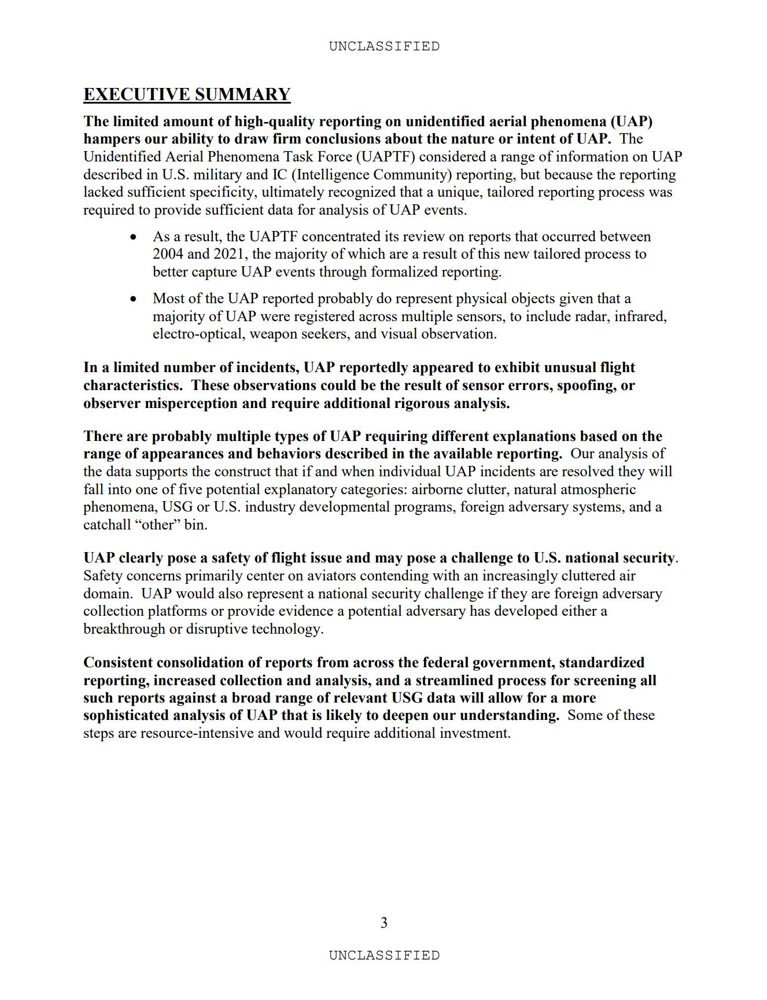 UNCLASSIFIED
EXECUTIVE SUMMARY
The limited amount of high-quality reporting on unidentified aerial phenomena (UAP)
hampers our ability to draw firm conclusions about the nature or intent of UAP.  The
Unidentified Aerial Phenomena Task Force (UAPTF) considered a range of information on UAP
described in U.S. military and IC (Intelligence Community) reporting, but because the reporting
lacked sufficient specificity, ultimately recognized that a unique, tailored reporting process was
required to provide sufficient data for analysis of UAP events.
• As a result, the UAPTF concentrated its review on reports that occurred between
2004 and 2021, the majority of which are a result of this new tailored process to
better capture UAP events through formalized reporting.
• Most of the UAP reported probably do represent physical objects given that a
majority of UAP were registered across multiple sensors, to include radar, infrared,
electro-optical, weapon seekers, and visual observation.
In a limited number of incidents, UAP reportedly appeared to exhibit unusual flight
characteristics.  These observations could be the result of sensor errors, spoofing, or
observer misperception and require additional rigorous analysis.
There are probably multiple types of UAP requiring different explanations based on the
range of appearances and behaviors described in the available reporting.  Our analysis of
the data supports the construct that if and when individual UAP incidents are resolved they will
fall into one of five potential explanatory categories: airborne clutter, natural atmospheric
phenomena, USG or U.S. industry developmental programs, foreign adversary systems, and a
catchall “other” bin.
UAP clearly pose a safety of flight issue and may pose a challenge to U.S. national security.
Safety concerns primarily center on aviators contending with an increasingly cluttered air
domain.  UAP would also represent a national security challenge if they are foreign adversary
collection platforms or provide evidence a potential adversary has developed either a
breakthrough or disruptive technology.
Consistent consolidation of reports from across the federal government, standardized
reporting, increased collection and analysis, and a streamlined process for screening all
such reports against a broad range of relevant USG data will allow for a more
sophisticated analysis of UAP that is likely to deepen our understanding.  Some of these
steps are resource-intensive and would require additional investment.
3
UNCLASSIFIED